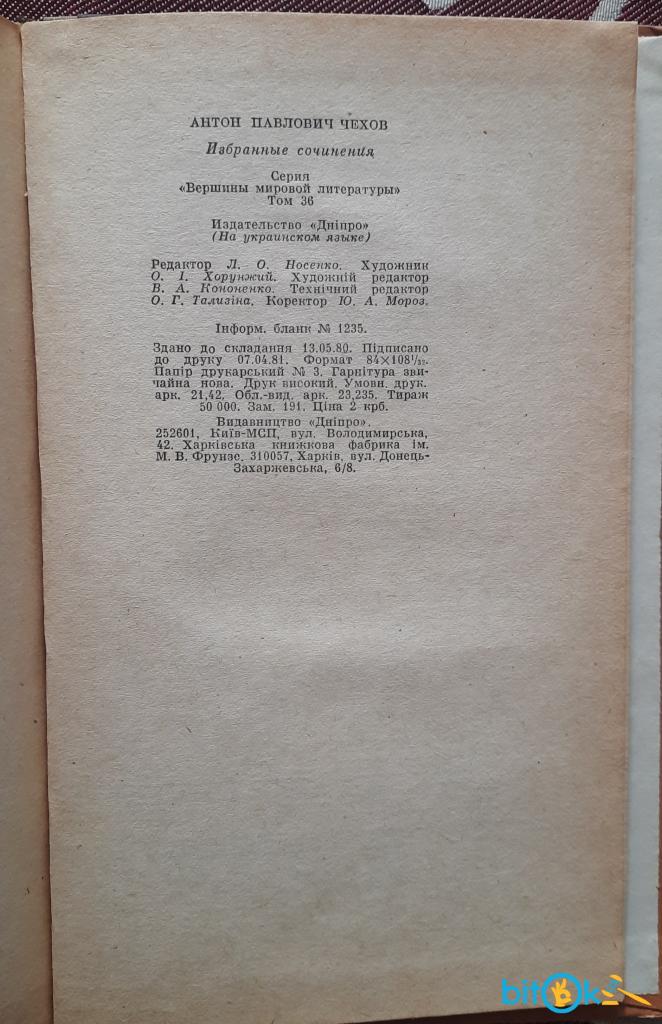 АНТОН ПАВЛОВИЧ ЧЕХОВ
Избранные сочинения
Серия
«Вершины мировой литературы»
Том 36
Издательство «Дніпро»
(На украинском языке)
Редактор Л. О. Носенко. Художник
О. І. Хорунжий. Художній редактор
В. А. Кононенко. Технічний редактор
О. Г. Тализіна. Коректор Ю. А. Мороз.
Інформ. бланк № 1235.
Здано до складання 13.05.80. Підписано
до друку 07.04.81. Формат 84×108 1/32.
Папір друкарський № 3. Гарнітура зви-
чайна нова. Друк високий. Умовн. друк.
арк. 21,42. Обл.-вид. арк. 23,235. Тираж
50 000. Зам. 191. Ціна 2 крб.
Видавництво «Дніпро».
252601, Київ-МСП, вул. Володимирська,
42. Харківська книжкова фабрика ім.
М. В. Фрунзе. 310057, Харків, вул. Донець-
Захаржевська, 6/8.
bitok